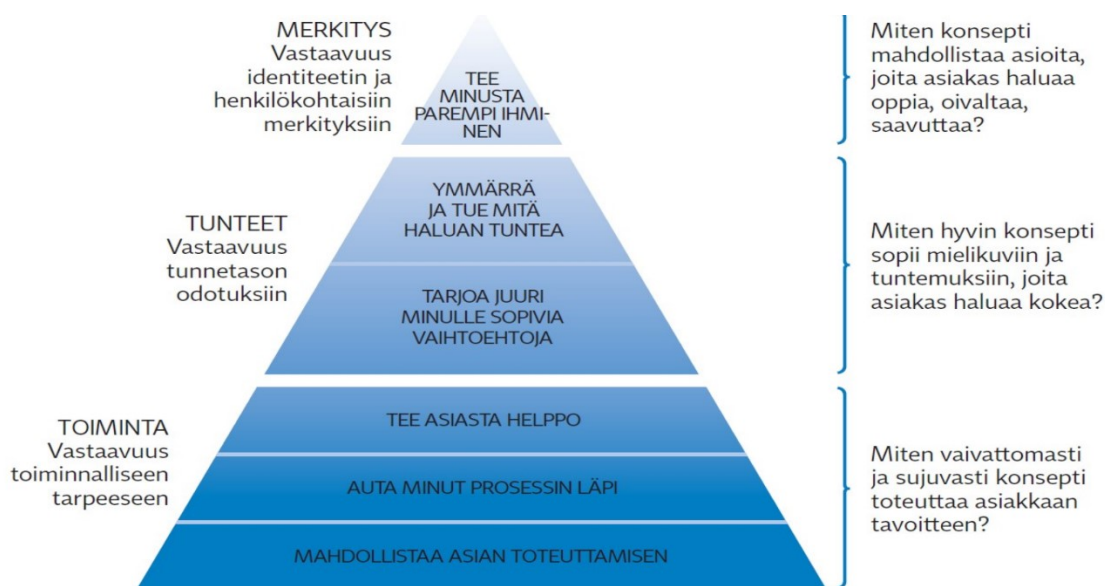 MERKITYS
Vastaavuus
identiteetin ja
henkilökohtaisiin
merkityksiin
TEE
MINUSTA
PAREMPI IHMI-
NEN
Miten konsepti
mahdollistaa asioita,
joita asiakas haluaa
oppia, oivaltaa,
saavuttaa?
TUNTEET
Vastaavuus
tunnetason
odotuksiin
YMMÄRRÄ
JA TUE MITÄ
HALUAN TUNTEA
TARJOA JUURI
MINULLE SOPIVIA
VAIHTOEHTOJA
Miten hyvin konsepti
sopii mielikuviin ja
tuntemuksiin, joita
asiakas haluaa kokea?
TOIMINTA
Vastaavuus
toiminnalliseen
tarpeeseen
TEE ASIASTA HELPPO
AUTA MINUT PROSESSIN LÄPI
MAHDOLLISTAA ASIAN TOTEUTTAMISEN
Miten vaivattomasti
ja sujuvasti konsepti
toteuttaa asiakkaan
tavoitteen?